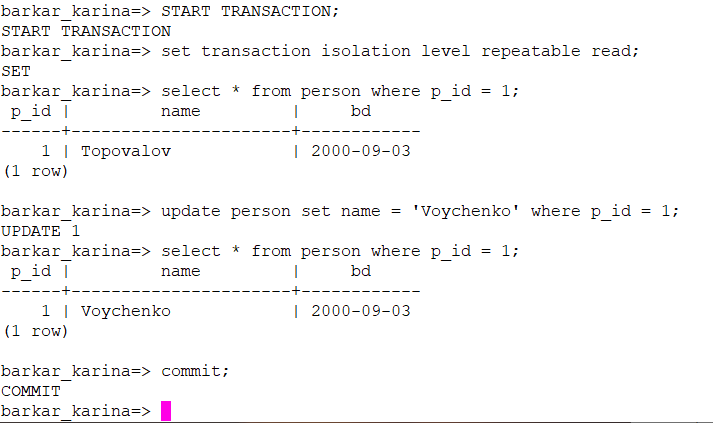 barkar_karina=> START TRANSACTION;
START TRANSACTION
barkar_karina=> set transaction isolation level repeatable read;
SET
barkar_karina=> select * from person where p_id = 1;
 p_id |         name         |     bd
------+----------------------+------------
    1 | Topovalov            | 2000-09-03
(1 row)

barkar_karina=> update person set name = 'Voychenko' where p_id = 1;
UPDATE 1
barkar_karina=> select * from person where p_id = 1;
 p_id |         name         |     bd
------+----------------------+------------
    1 | Voychenko            | 2000-09-03
(1 row)

barkar_karina=> commit;
COMMIT
barkar_karina=>